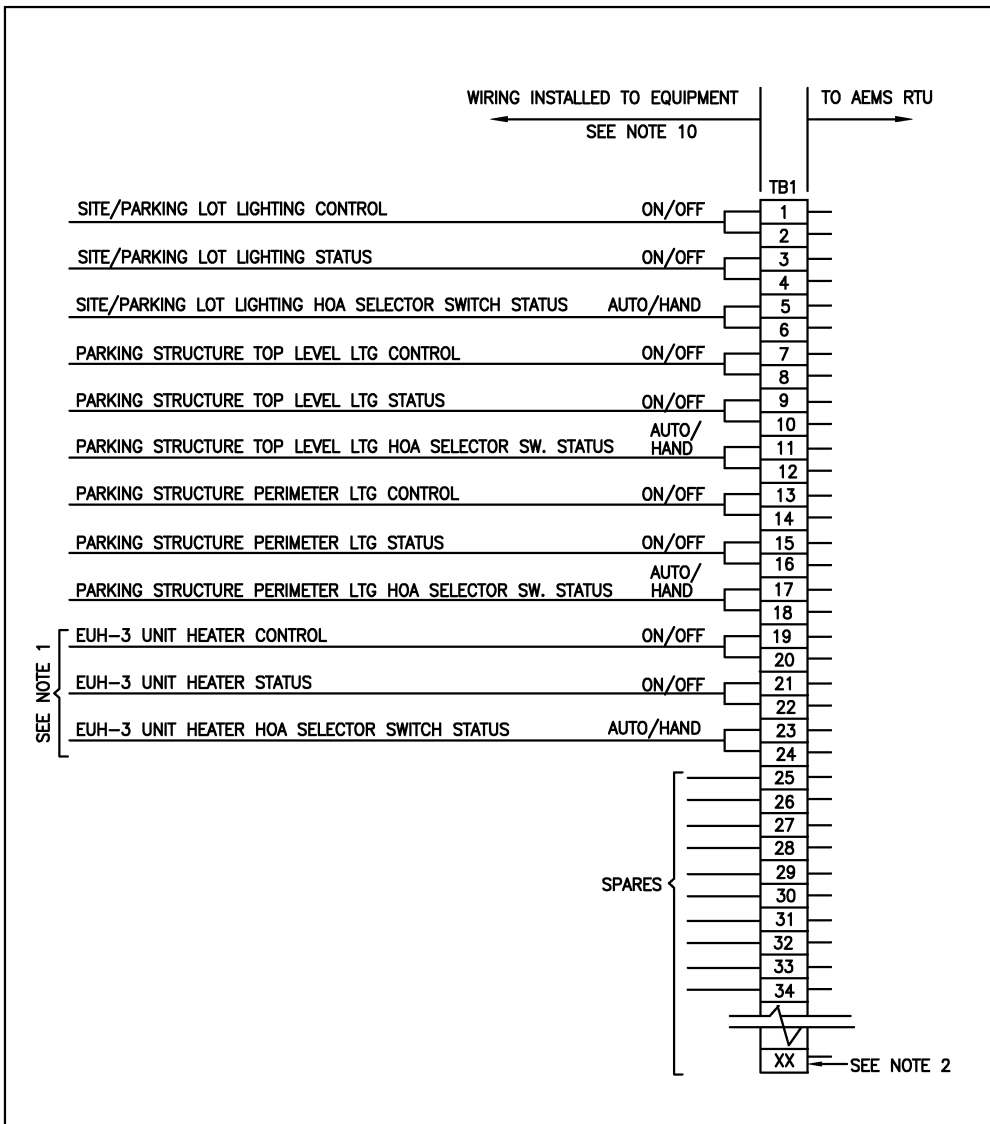 WIRING INSTALLED TO EQUIPMENT TO AEMS RTU
SEE NOTE 10
TB1
SITE/PARKING LOT LIGHTING CONTROL ON/OFF 1
2
SITE/PARKING LOT LIGHTING STATUS ON/OFF 3
4
SITE/PARKING LOT LIGHTING HOA SELECTOR SWITCH STATUS AUTO/HAND 5
6
PARKING STRUCTURE TOP LEVEL LTG CONTROL ON/OFF 7
8
PARKING STRUCTURE TOP LEVEL LTG STATUS ON/OFF 9
10
PARKING STRUCTURE TOP LEVEL LTG HOA SELECTOR SW. STATUS AUTO/
HAND 11
12
PARKING STRUCTURE PERIMETER LTG CONTROL ON/OFF 13
14
PARKING STRUCTURE PERIMETER LTG STATUS ON/OFF 15
16
PARKING STRUCTURE PERIMETER LTG HOA SELECTOR SW. STATUS AUTO/
HAND 17
18
SEE NOTE 1
EUH-3 UNIT HEATER CONTROL ON/OFF 19
20
EUH-3 UNIT HEATER STATUS ON/OFF 21
22
EUH-3 UNIT HEATER HOA SELECTOR SWITCH STATUS AUTO/HAND 23
24
25
26
27
28
29
SPARES
30
31
32
33
34
XX SEE NOTE 2